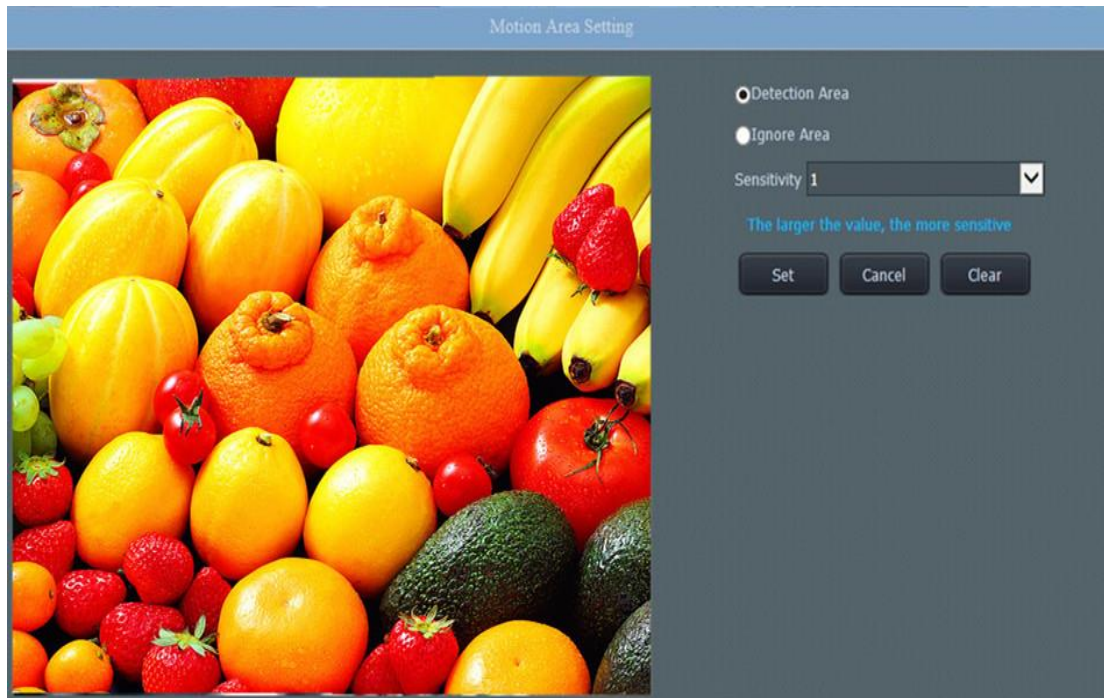 Motion Area Setting
Detection Area
Ignore Area
Sensitivity 1
The larger the value, the more sensitive
Set Cancel Clear